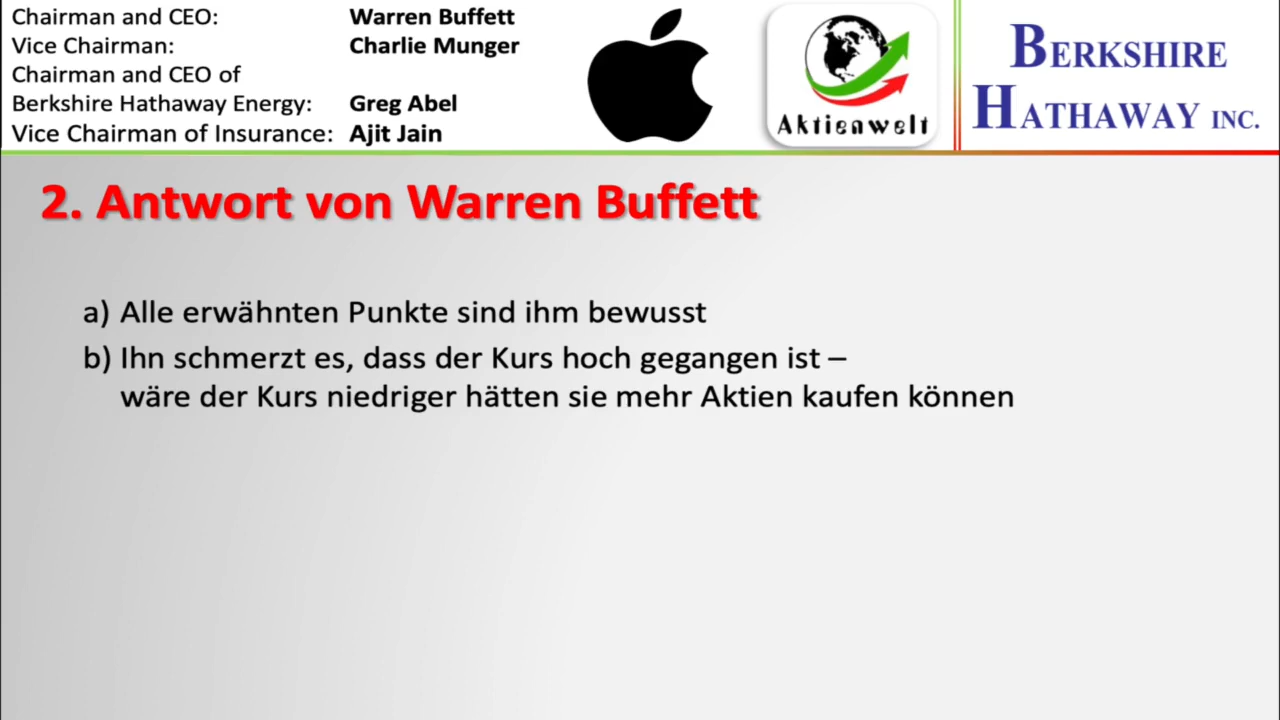 Chairman and CEO: Warren Buffett
Vice Chairman: Charlie Munger
Chairman and CEO of
Berkshire Hathaway Energy: Greg Abel
Vice Chairman of Insurance: Ajit Jain
Aktienwelt
BERKSHIRE
HATHAWAY INC.
2. Antwort von Warren Buffett
a) Alle erwähnten Punkte sind ihm bewusst
b) Ihn schmerzt es, dass der Kurs hoch gegangen ist –
wäre der Kurs niedriger hätten sie mehr Aktien kaufen können